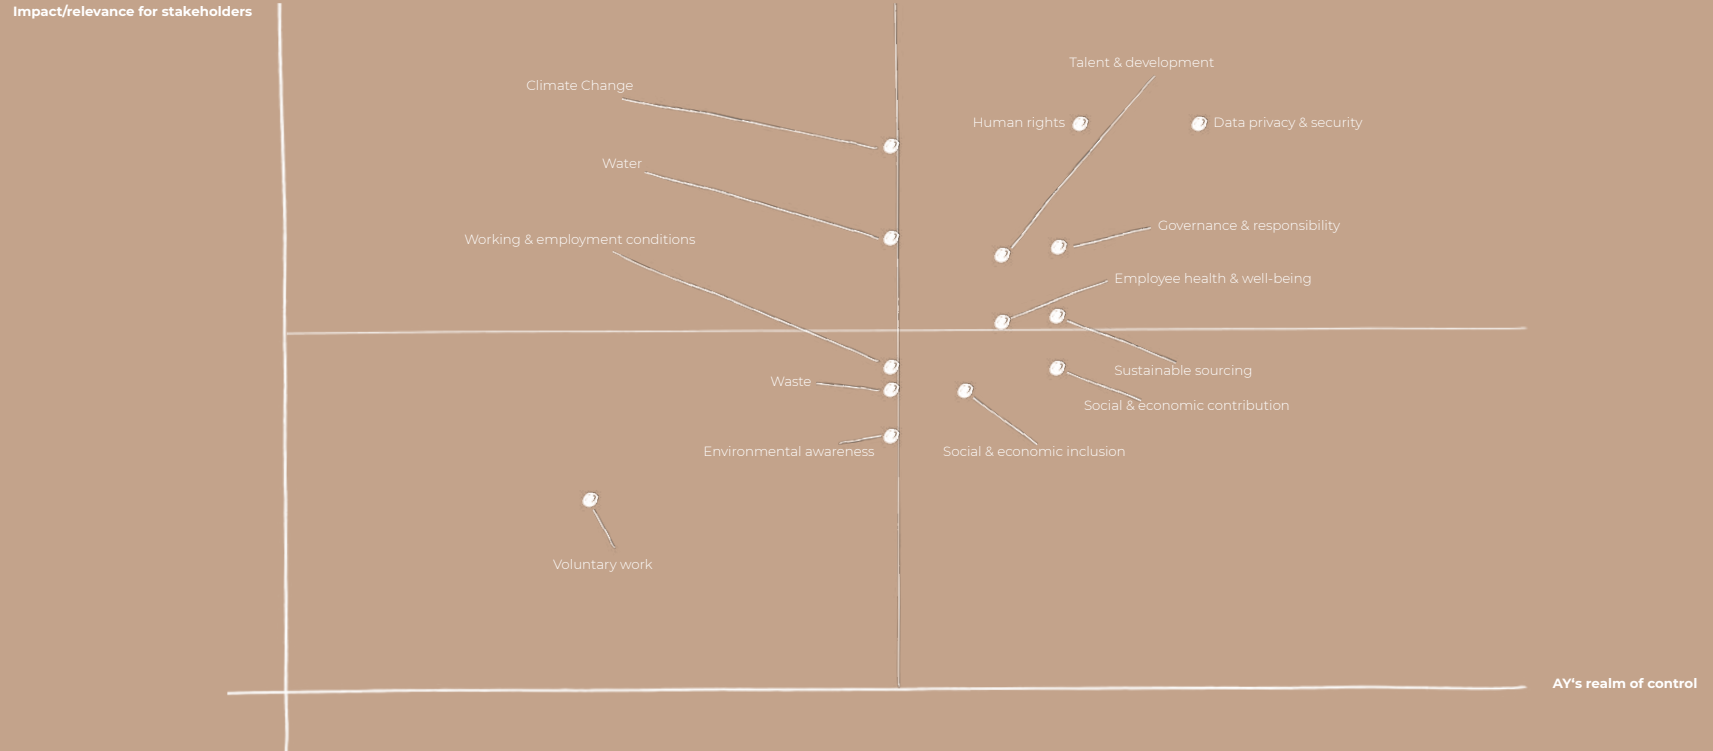 Impact/relevance for stakeholders
Talent & development
Climate Change
Human rights
Data privacy & security
Water
Governance & responsibility
Working & employment conditions
Employee health & well-being
Sustainable sourcing
Waste
Social & economic contribution
Environmental awareness
Social & economic inclusion
Voluntary work
AY's realm of control